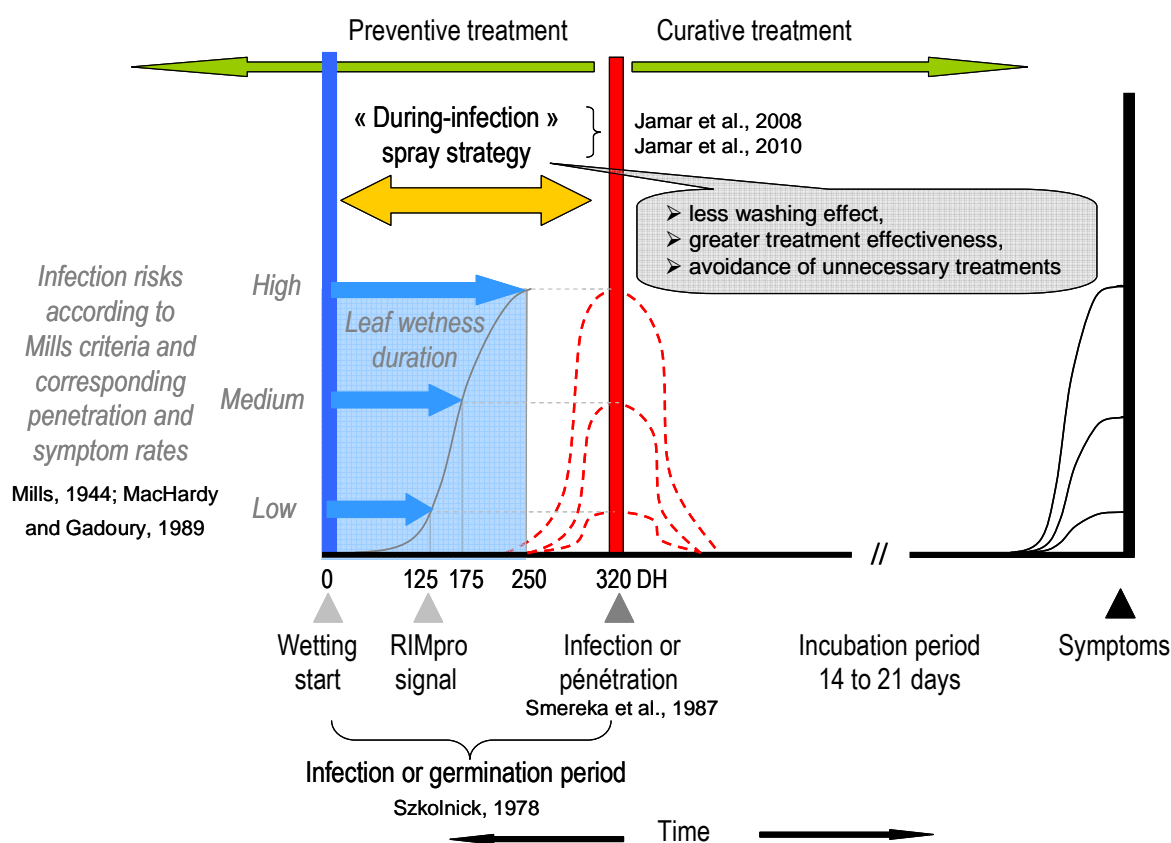 Preventive treatment
Curative treatment
« During-infection »
spray strategy
Jamar et al., 2008
Jamar et al., 2010
➢ less washing effect,
➢ greater treatment effectiveness,
➢ avoidance of unnecessary treatments
Infection risks
according to
Mills criteria and
corresponding
penetration and
symptom rates
Mills, 1944; MacHardy
and Gadoury, 1989
High
Medium
Low
Leaf wetness
duration
0
125
175
250
320 DH
//
Wetting
start
RIMpro
signal
Infection or
pénétration
Smereka et al., 1987
Incubation period
14 to 21 days
Symptoms
Infection or germination period
Szkolnick, 1978
Time